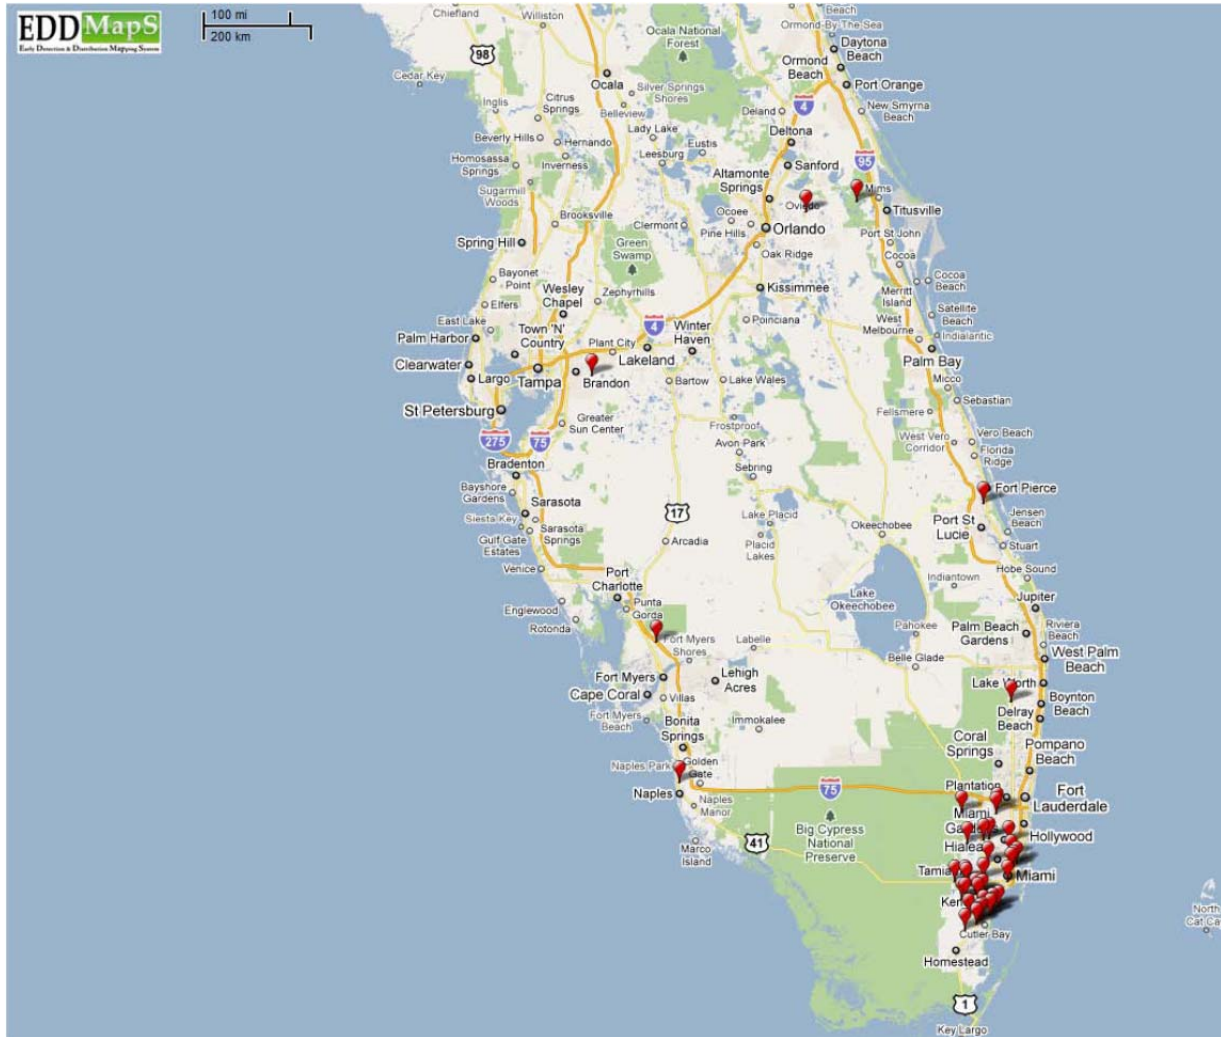 EDD MapS
Early Detection & Distribution Mapping System
100 mi
200 km
Chiefland
Williston
98
Ocala National
Forest
Beach
Ormond-By The Sea
Daytona
Beach
Ormond
Beach
Port Orange
Cedar Key
Ocala
Silver Springs
Shores
Belleview
Inglis
Citrus
Springs
4
Deland
New Smyrna
Beach
Beverly Hills
Hernando
Lady Lake
Eustis
Deltona
Homosassa
Springs
Inverness
Leesburg
Sanford
95
Altamonte
Springs
Sugarmill
Woods
Mims
Oviedo
Titusville
Brooksville
Clermont
Ocoee
Pine Hills
Orlando
Port St John
Spring Hill
Green
Swamp
Oak Ridge
Cocoa
Bayonet
Point
Wesley
Chapel
Zephyrhills
Kissimmee
Cocoa
Beach
Merritt
Island
Elfers
Poinciana
Satellite
Beach
East Lake
Town 'N'
Country
4
Winter
Haven
West
Melbourne
Indialantic
Palm Harbor
Plant City
Lakeland
Palm Bay
Clearwater
Largo
Tampa
Brandon
Bartow
Lake Wales
Micco
Sebastian
St Petersburg
Greater
Sun Center
Frostproof
Fellsmere
275
75
Avon Park
West Vero
Corridor
Vero Beach
Florida
Ridge
Bradenton
Sebring
Bayshore
Gardens
Fort Pierce
Sarasota
17
Lake Placid
Siesta Key
Sarasota
Springs
Okeechobee
Port St
Lucie
Jensen
Beach
Gulf Gate
Estates
Arcadia
Placid
Lakes
Stuart
Venice
Port
Charlotte
Hobe Sound
Indiantown
Englewood
Punta
Gorda
Lake
Okeechobee
Jupiter
Rotonda
Pahokee
Palm Beach
Gardens
Riviera
Beach
Fort Myers
Shores
Labelle
Belle Glade
West Palm
Beach
Fort Myers
Lehigh
Acres
Lake Worth
Cape Coral
Villas
Boynton
Beach
Fort Myers
Beach
Immokalee
Delray
Beach
Bonita
Springs
Coral
Springs
Pompano
Beach
Naples Park
Golden
Gate
75
Plantation
Fort
Lauderdale
Naples
Naples
Manor
Miami
Big Cypress
National
Preserve
Hollywood
Marco
Island
41
Miami
Cutler Bay
Homestead
North
Cat Cay
1
Key Largo